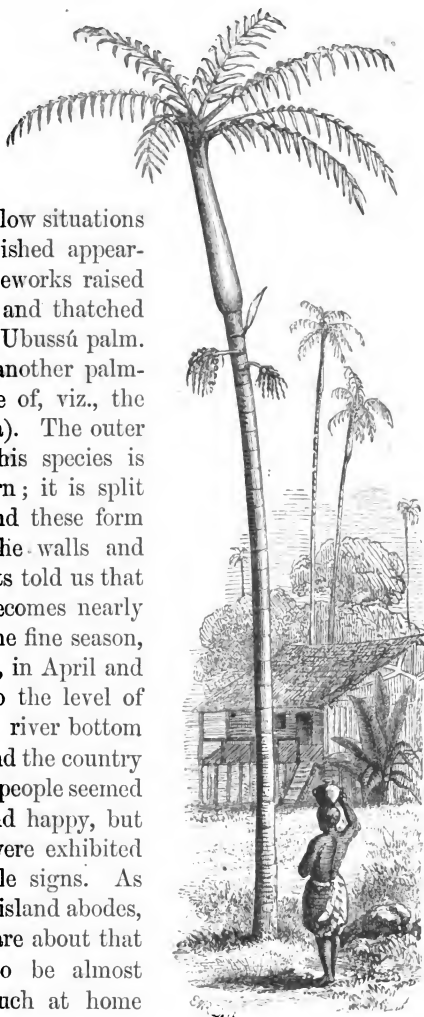 low situations
ished appear-
eworks raised
and thatched
Ubussú palm.
another palm-
e of, viz., the
). The outer
his species is
rn; it is split
nd these form
he walls and
ts told us that
ecomes nearly
ne fine season,
, in April and
o the level of
river bottom
nd the country
people seemed
nd happy, but
vere exhibited
le signs. As
island abodes,
are about that
o be almost
uch at home